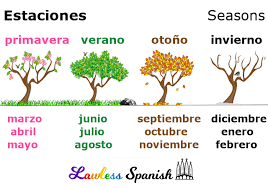 Estaciones Seasons
primavera verano otoño invierno
marzo junio septiembre diciembre
abril julio octubre enero
mayo agosto noviembre febrero
Lawless Spanish